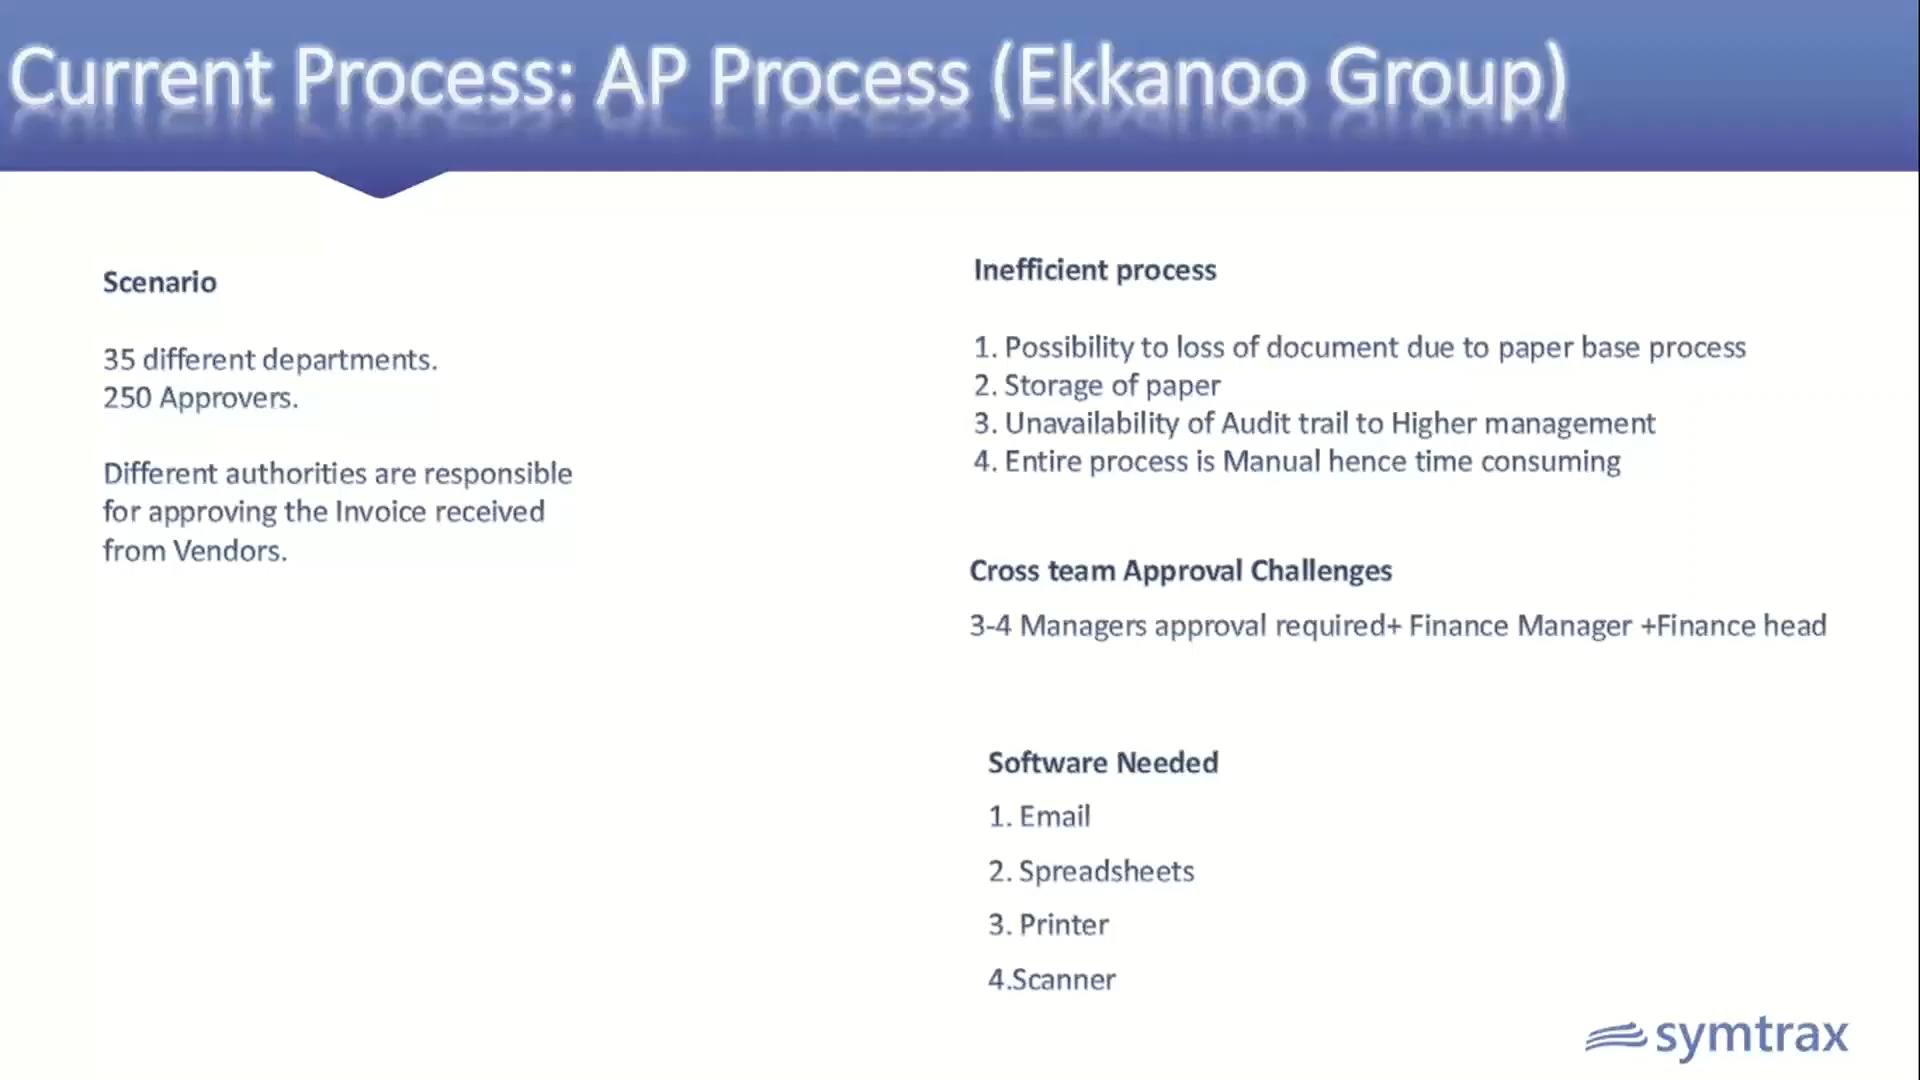 Current Process: AP Process (Ekkanoo Group)
Scenario
35 different departments.
250 Approvers.
Different authorities are responsible
for approving the Invoice received
from Vendors.
Inefficient process
1. Possibility to loss of document due to paper base process
2. Storage of paper
3. Unavailability of Audit trail to Higher management
4. Entire process is Manual hence time consuming
Cross team Approval Challenges
3-4 Managers approval required+ Finance Manager +Finance head
Software Needed
1. Email
2. Spreadsheets
3. Printer
4.Scanner
symtrax